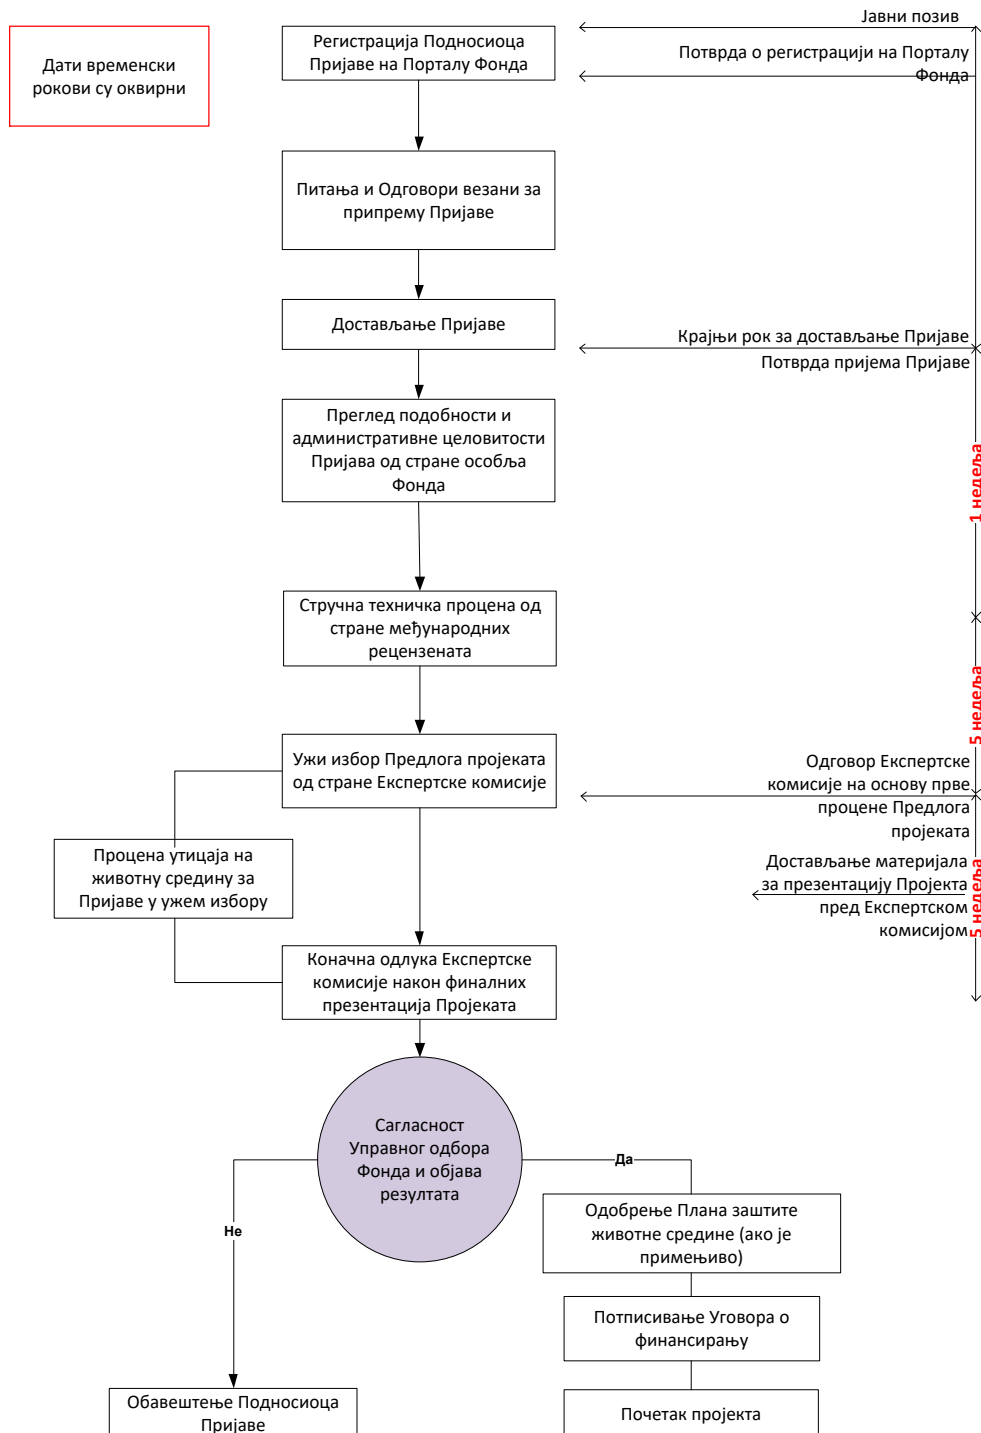 Дати временски
рокови су оквирни
Регистрација Подносиоца
Пријаве на Порталу Фонда
Јавни позив
Потврда о регистрацији на Порталу
Фонда
Питања и Одговори везани за
припрему Пријаве
Достављање Пријаве
Крајњи рок за достављање Пријаве
Потврда пријема Пријаве
Преглед подобности и
административне целовитости
Пријава од стране особља
Фонда
1 недеља
Стручна техничка процена од
стране међународних
рецензената
5 недеља
Ужи избор Предлога пројеката
од стране Експертске комисије
Одговор Експертске
комисије на основу прве
процене Предлога
пројеката
Процена утицаја на
животну средину за
Пријаве у ужем избору
Достављање материјала
за презентацију Пројекта
пред Експертском
комисијом
5 недеља
Коначна одлука Експертске
комисије након финалних
презентација Пројеката
Сагласност
Управног одбора
Фонда и објава
резултата
Да
Не
Одобрење Плана заштите
животне средине (ако је
примењиво)
Потписивање Уговора о
финансирању
Обавештење Подносиоца
Пријаве
Почетак пројекта